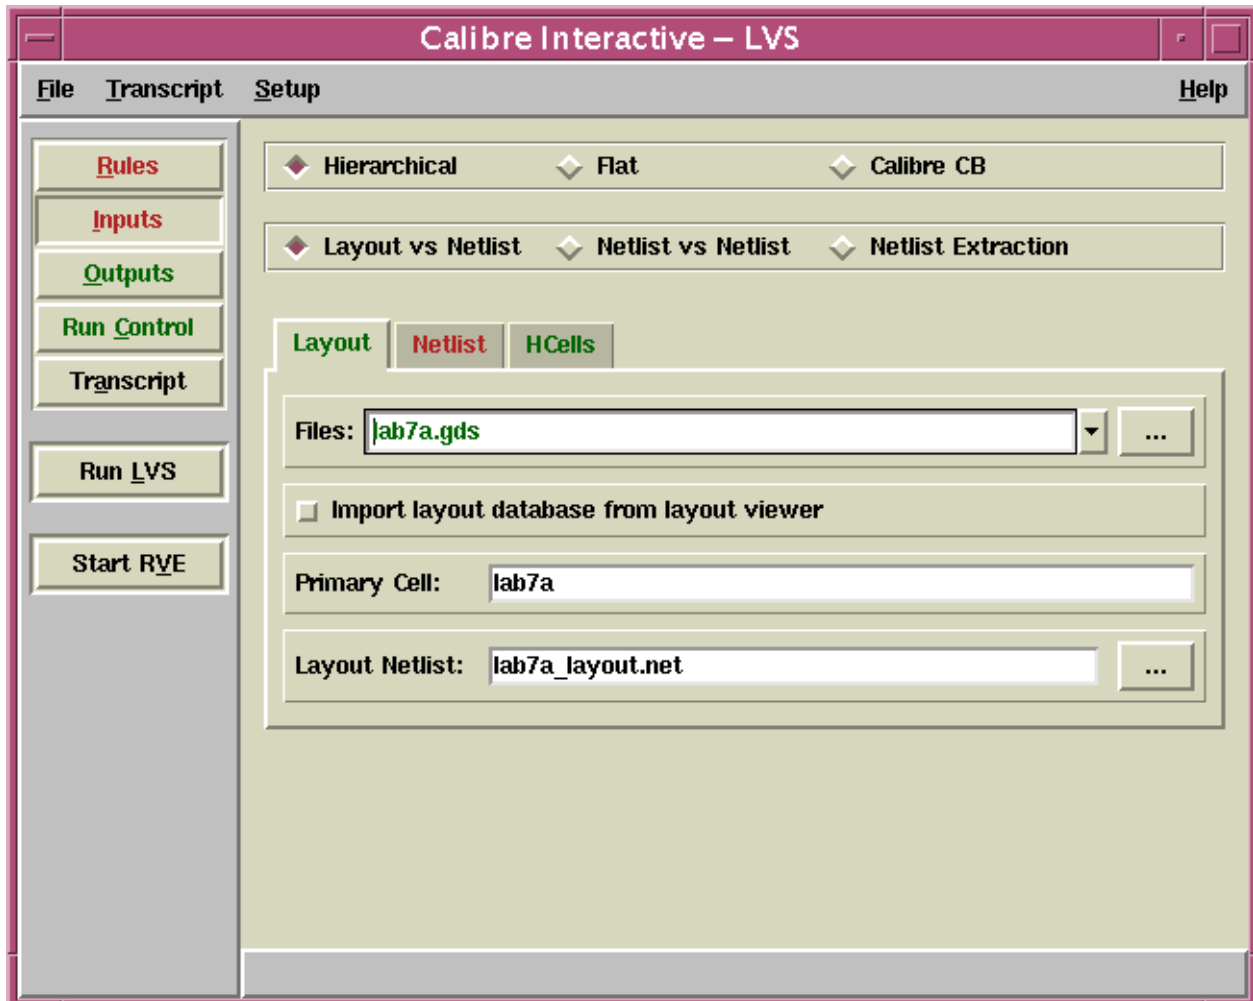 Calibre Interactive – LVS
File Transcript Setup Help
Rules
Inputs
Outputs
Run Control
Transcript
Run LVS
Start RVE
Hierarchical Flat Calibre CB
Layout vs Netlist Netlist vs Netlist Netlist Extraction
Layout Netlist HCells
Files: lab7a.gds ...
Import layout database from layout viewer
Primary Cell: lab7a
Layout Netlist: lab7a_layout.net ...